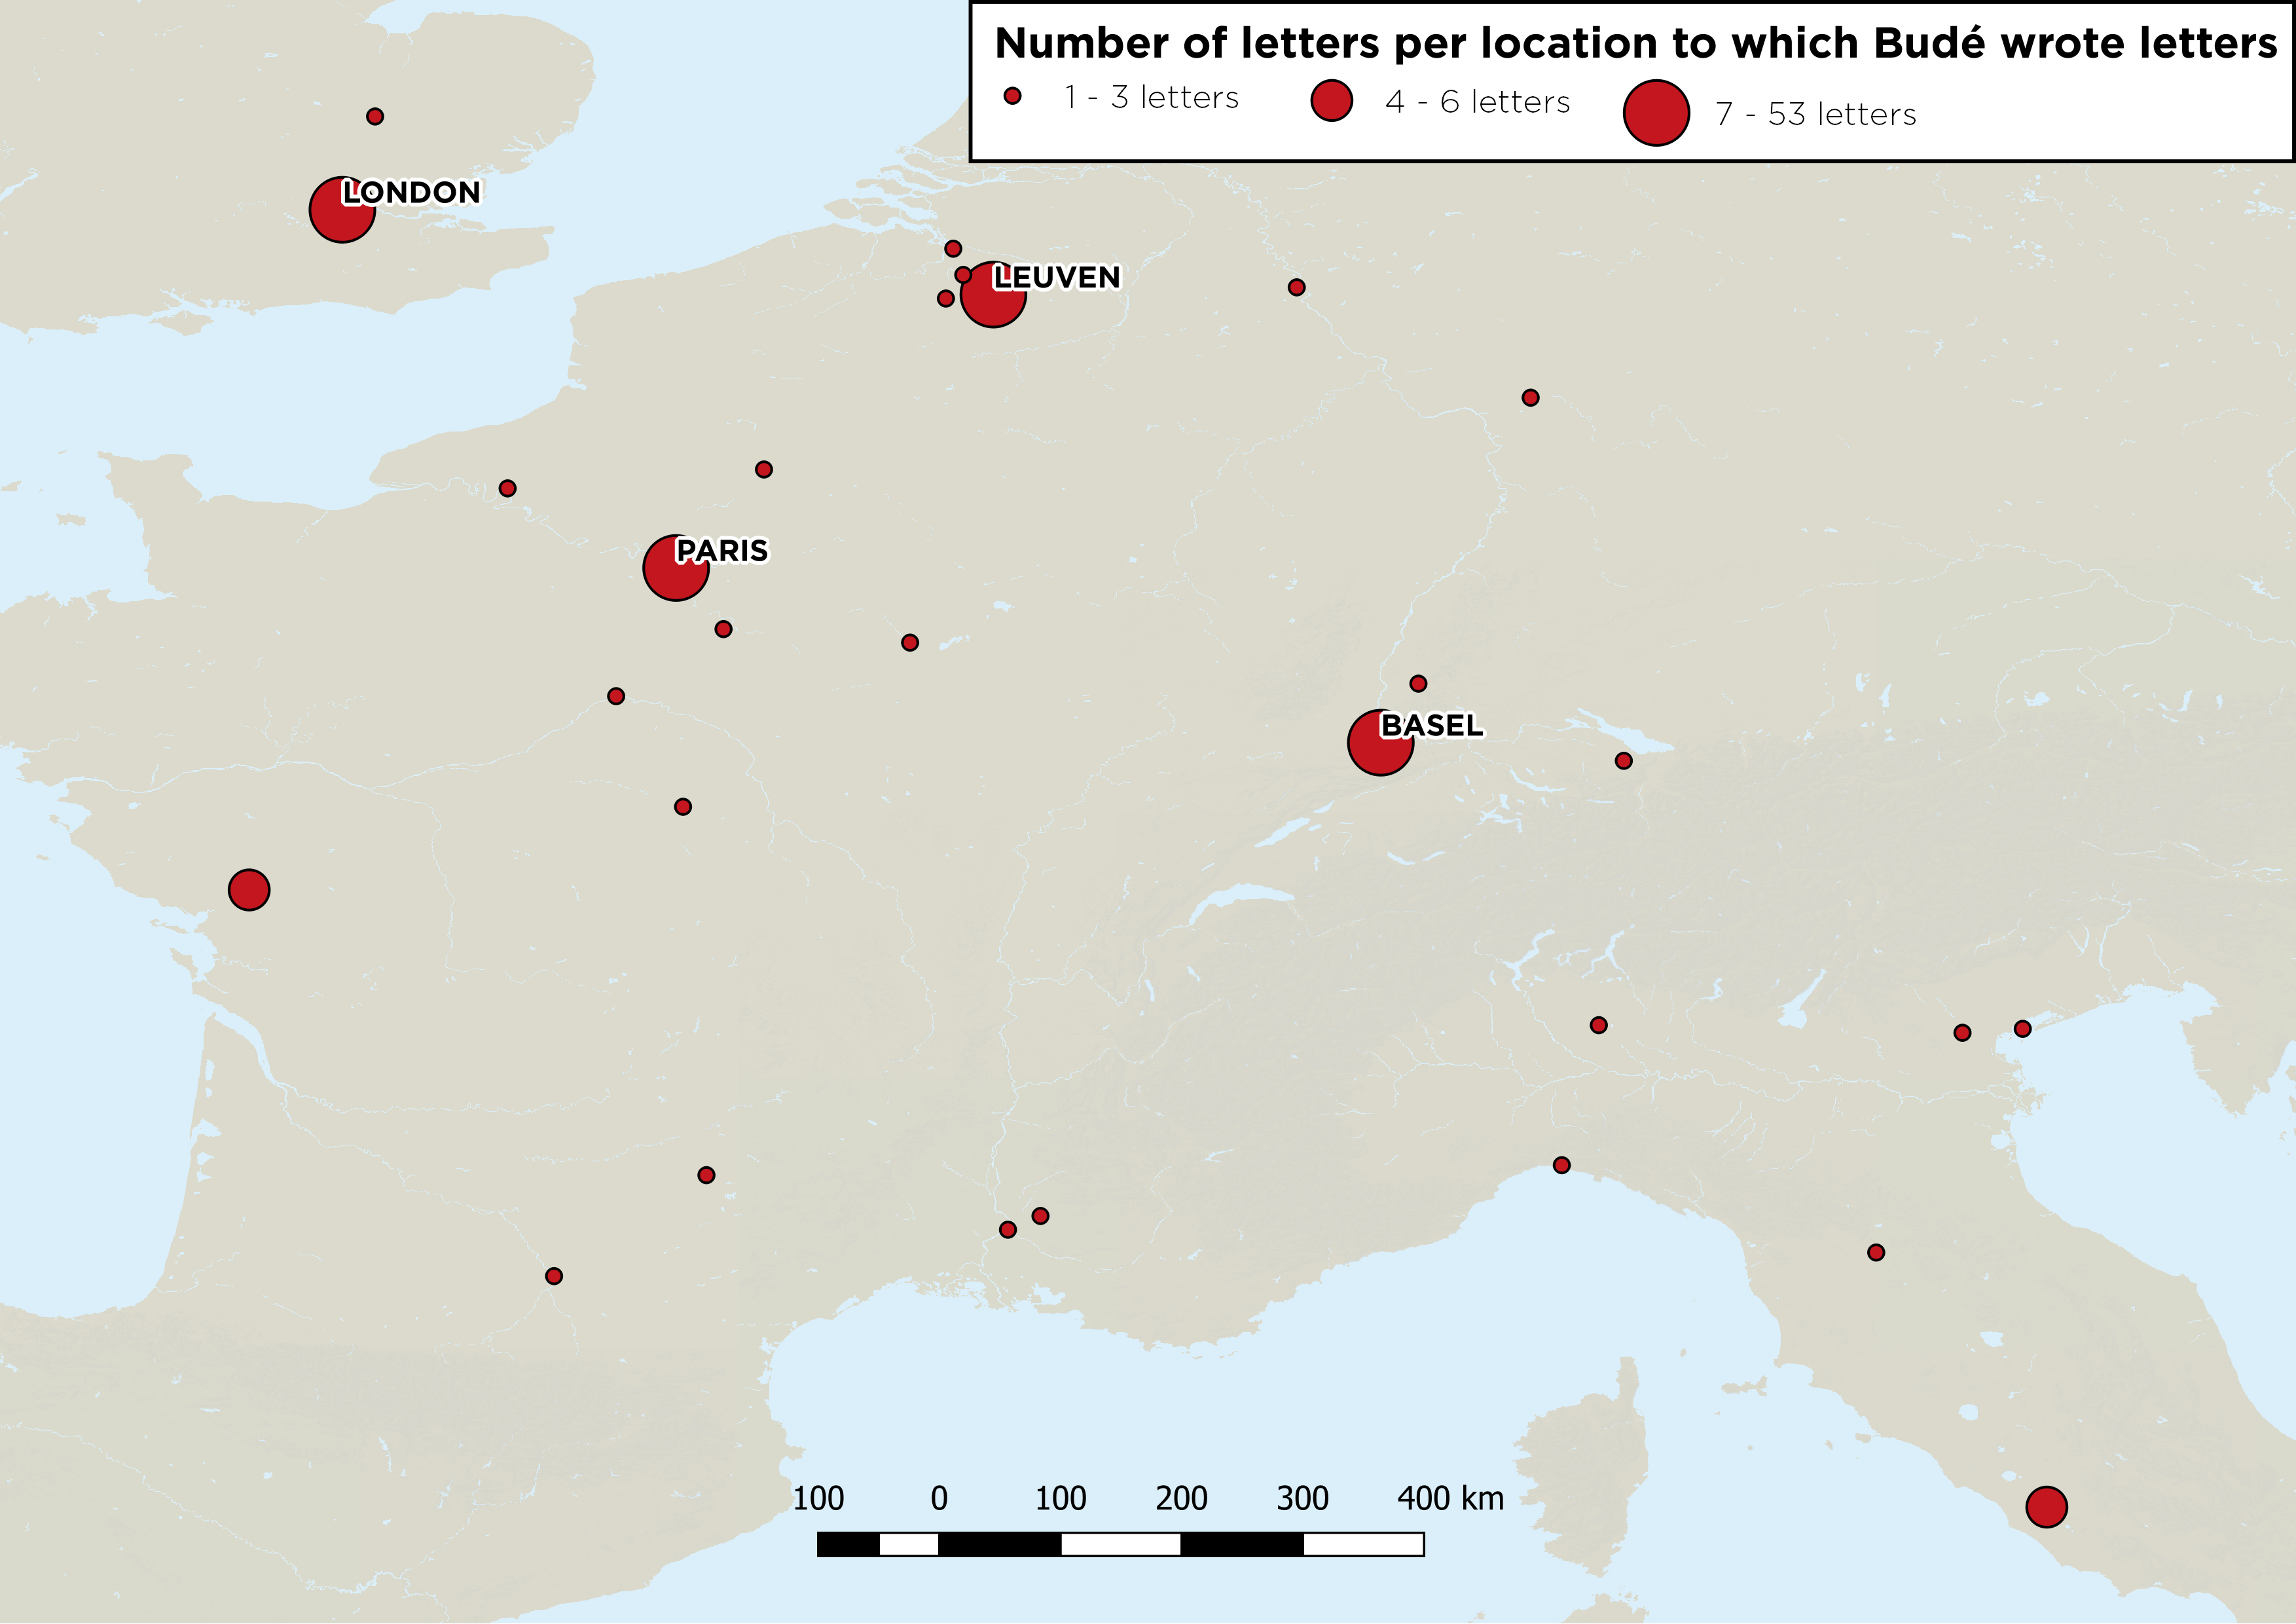 Number of letters per location to which Budé wrote letters
1 - 3 letters 4 - 6 letters 7 - 53 letters
LONDON
LEUVEN
PARIS
BASEL
100 0 100 200 300 400 km